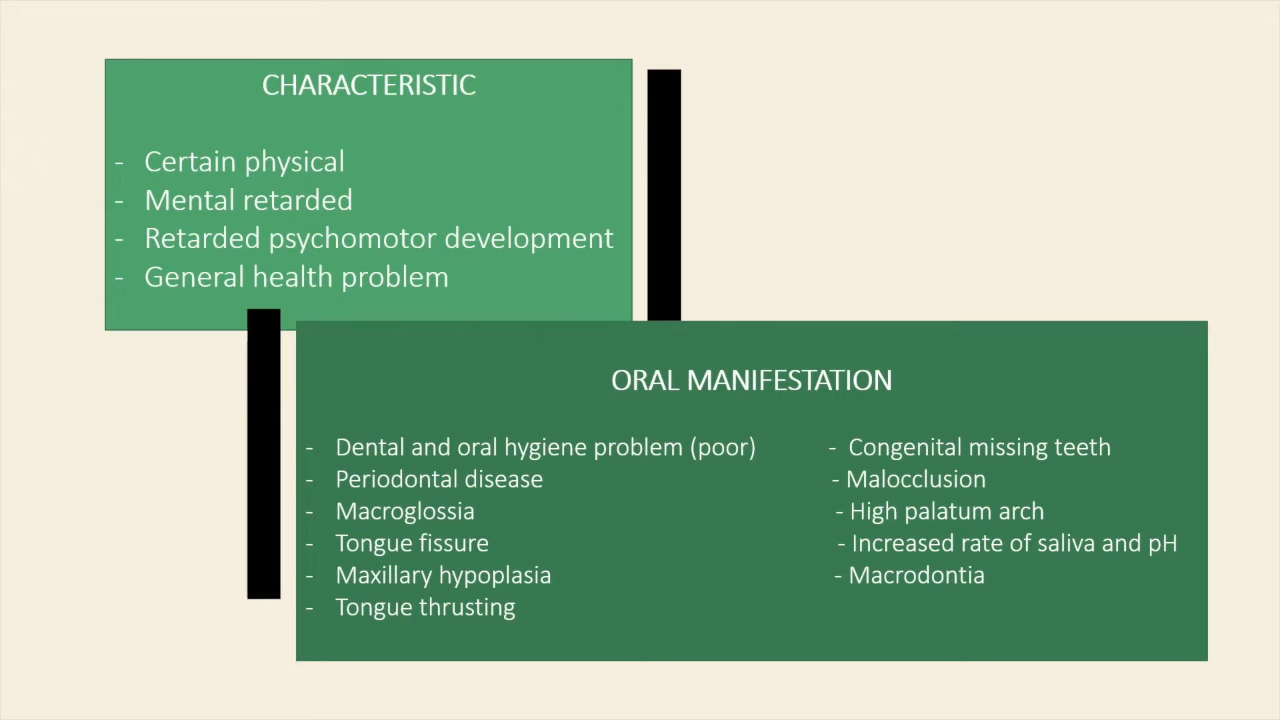 CHARACTERISTIC
- Certain physical
- Mental retarded
- Retarded psychomotor development
- General health problem
ORAL MANIFESTATION
- Dental and oral hygiene problem (poor)
- Periodontal disease
- Macroglossia
- Tongue fissure
- Maxillary hypoplasia
- Tongue thrusting
- Congenital missing teeth
- Malocclusion
- High palatum arch
- Increased rate of saliva and pH
- Macrodontia